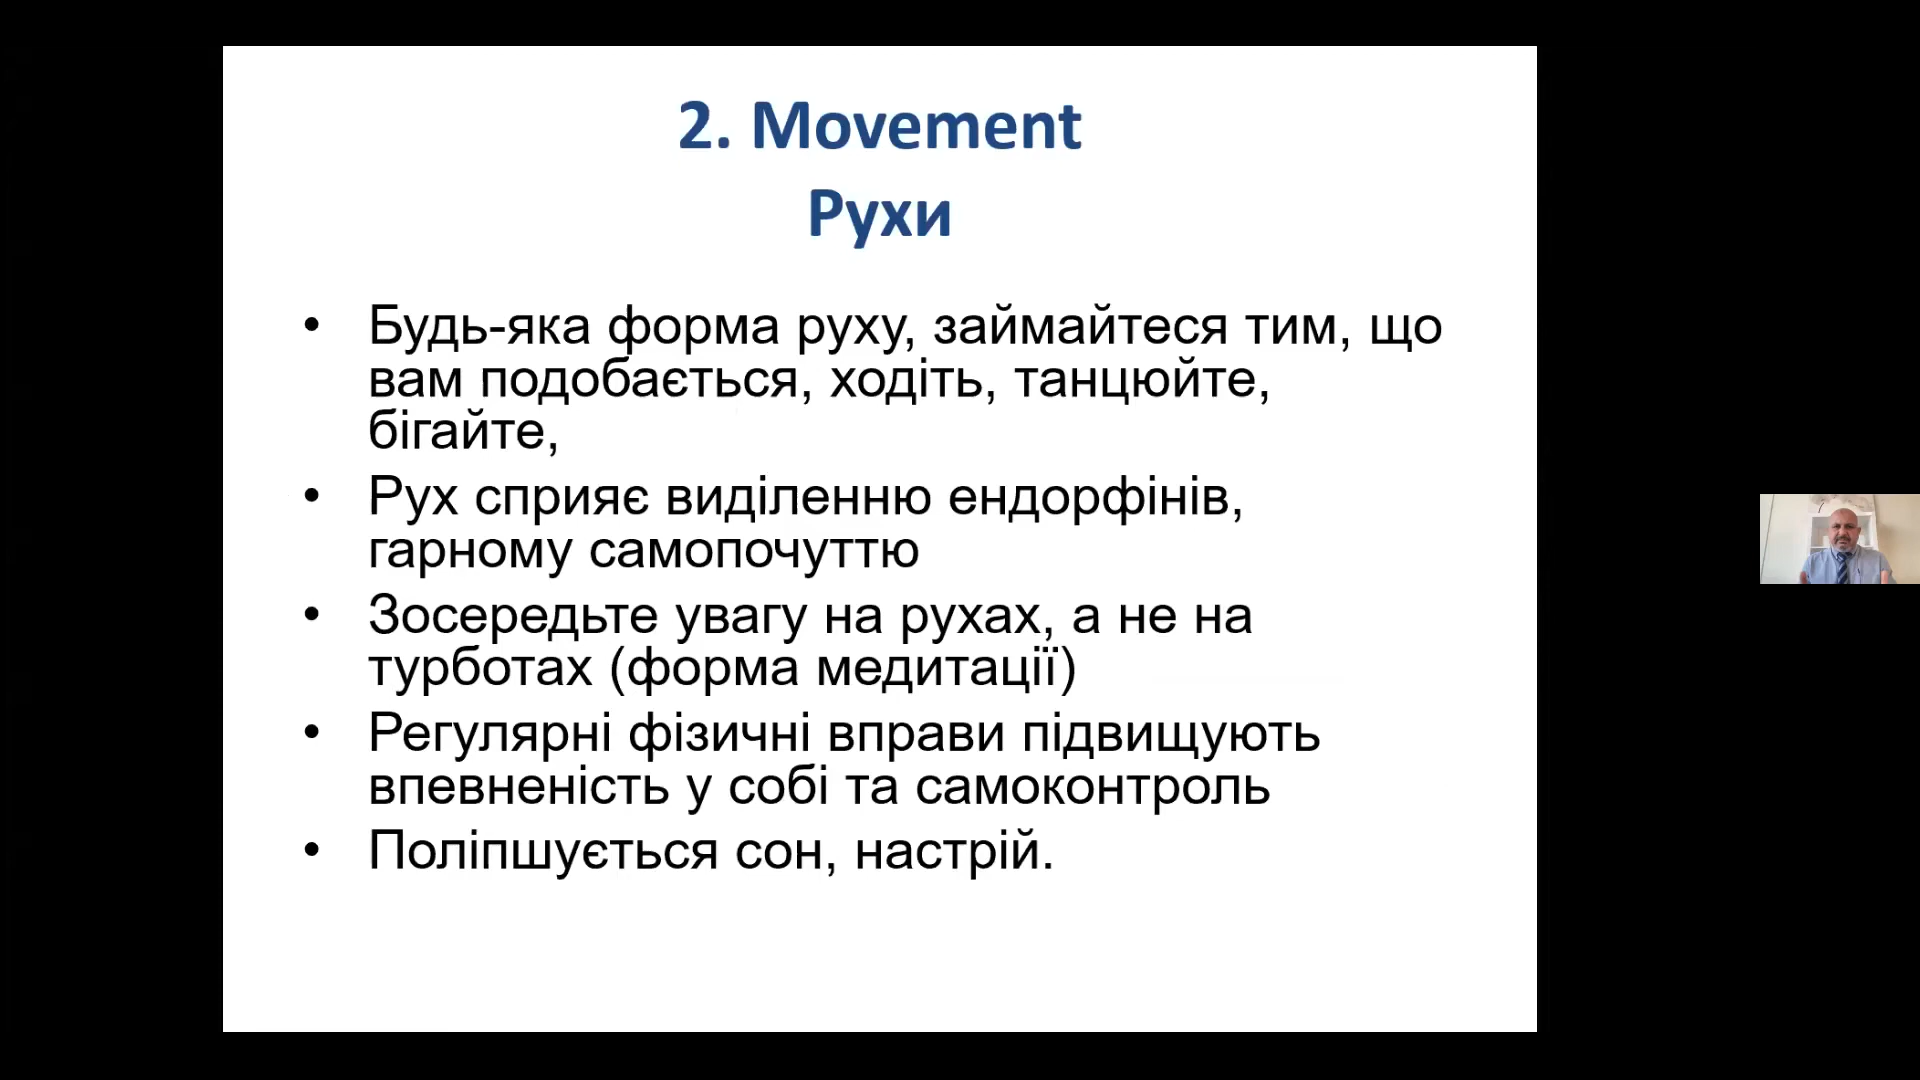 2. Movement
Рухи
• Будь-яка форма руху, займайтеся тим, що
вам подобається, ходіть, танцюйте,
бігайте,
• Рух сприяє виділенню ендорфінів,
гарному самопочуттю
• Зосередьте увагу на рухах, а не на
турботах (форма медитації)
• Регулярні фізичні вправи підвищують
впевненість у собі та самоконтроль
• Поліпшується сон, настрій.